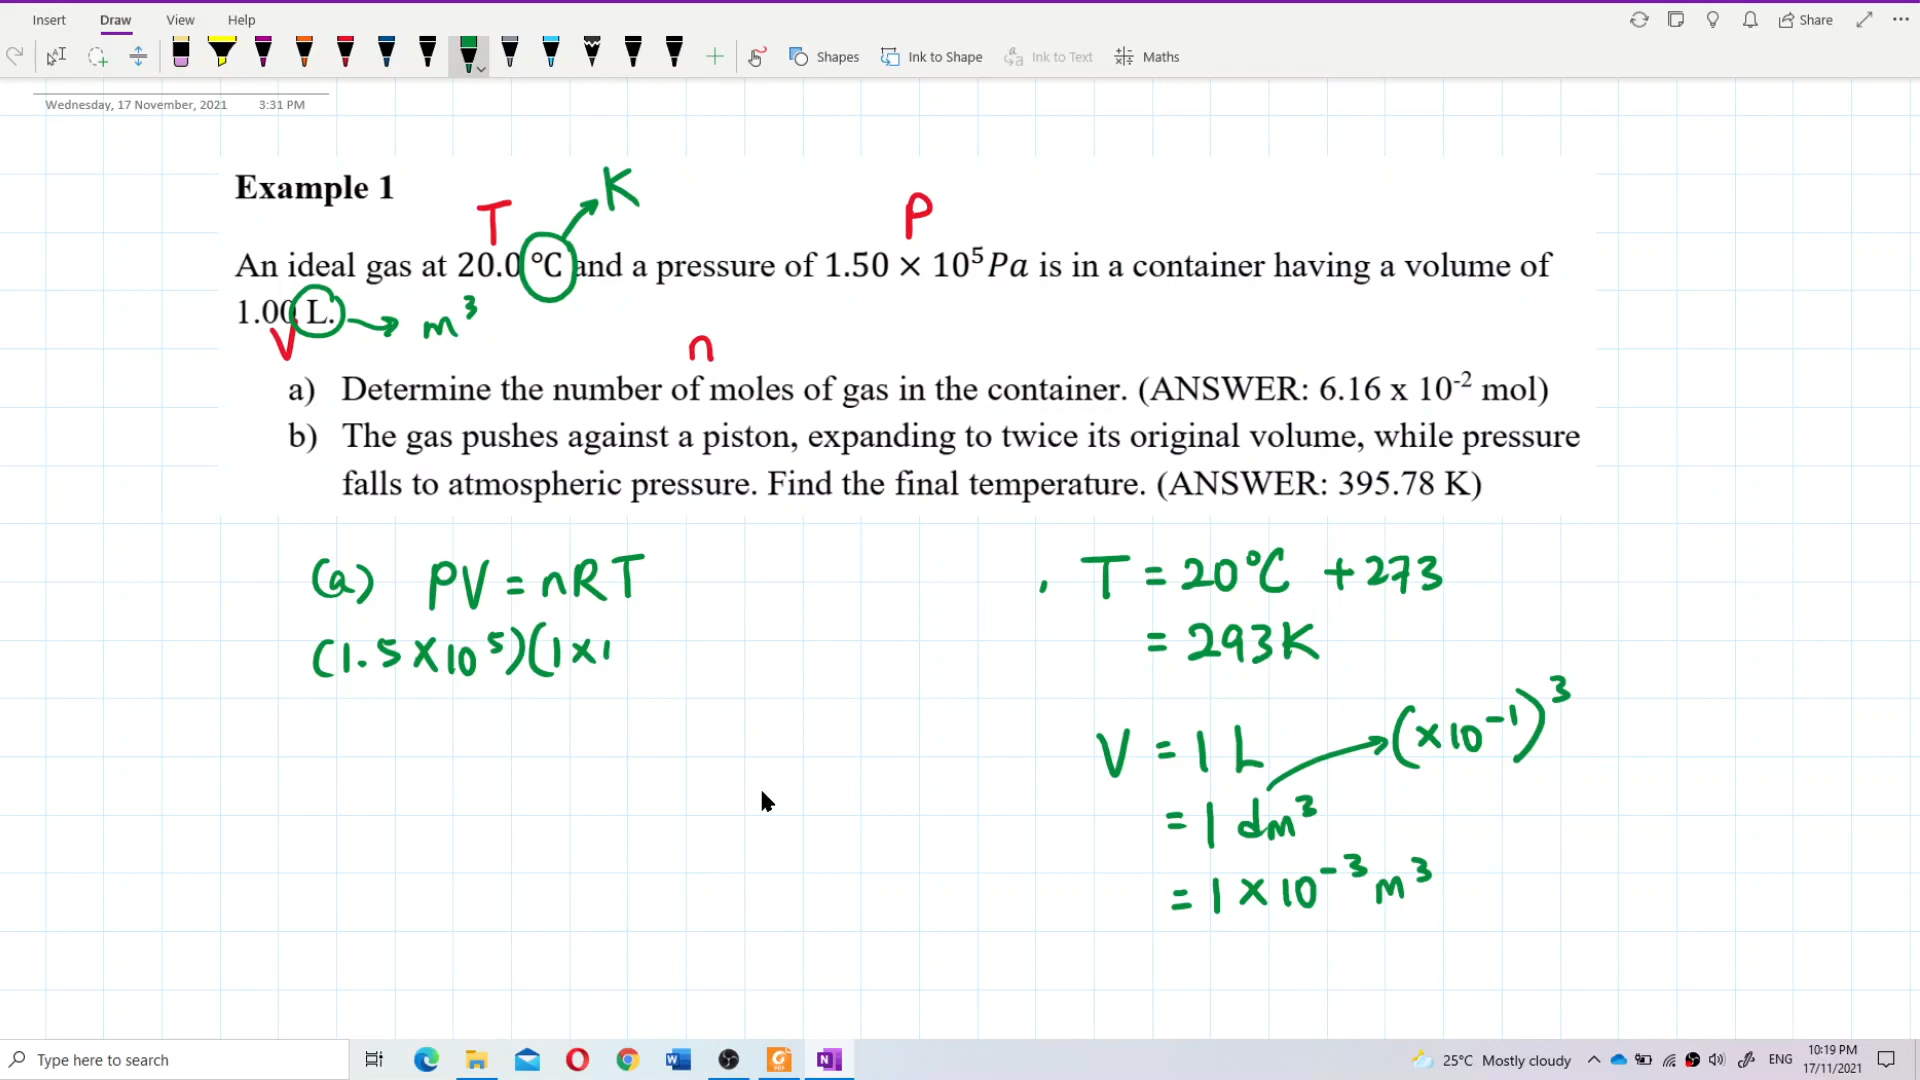 Insert Draw View Help
Share
Shapes Ink to Shape Ink to Text Maths
Wednesday, 17 November, 2021 3:31 PM
Example 1
T K P
An ideal gas at 20.0 °C and a pressure of 1.50 × 10⁵Pa is in a container having a volume of
1.00 L. → m³
V
n
a) Determine the number of moles of gas in the container. (ANSWER: 6.16 x 10⁻² mol)
b) The gas pushes against a piston, expanding to twice its original volume, while pressure
falls to atmospheric pressure. Find the final temperature. (ANSWER: 395.78 K)
(a) PV = nRT
(1.5 × 10⁵)(1 × 1
, T = 20°C + 273
= 293K
V = 1 L → (×10⁻¹)³
= 1 dm³
= 1 × 10⁻³ m³
Type here to search
25°C Mostly cloudy
ENG
10:19 PM
17/11/2021